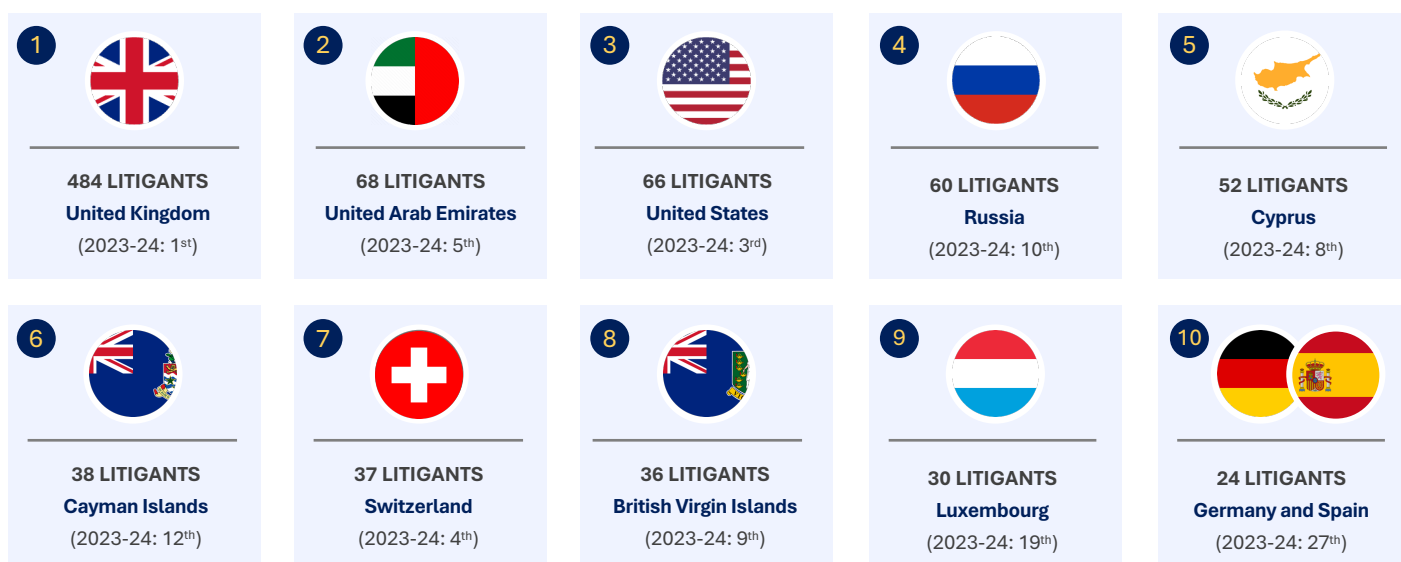 1
484 LITIGANTS
United Kingdom
(2023-24: 1st)
2
68 LITIGANTS
United Arab Emirates
(2023-24: 5th)
3
66 LITIGANTS
United States
(2023-24: 3rd)
4
60 LITIGANTS
Russia
(2023-24: 10th)
5
52 LITIGANTS
Cyprus
(2023-24: 8th)
6
38 LITIGANTS
Cayman Islands
(2023-24: 12th)
7
37 LITIGANTS
Switzerland
(2023-24: 4th)
8
36 LITIGANTS
British Virgin Islands
(2023-24: 9th)
9
30 LITIGANTS
Luxembourg
(2023-24: 19th)
10
24 LITIGANTS
Germany and Spain
(2023-24: 27th)